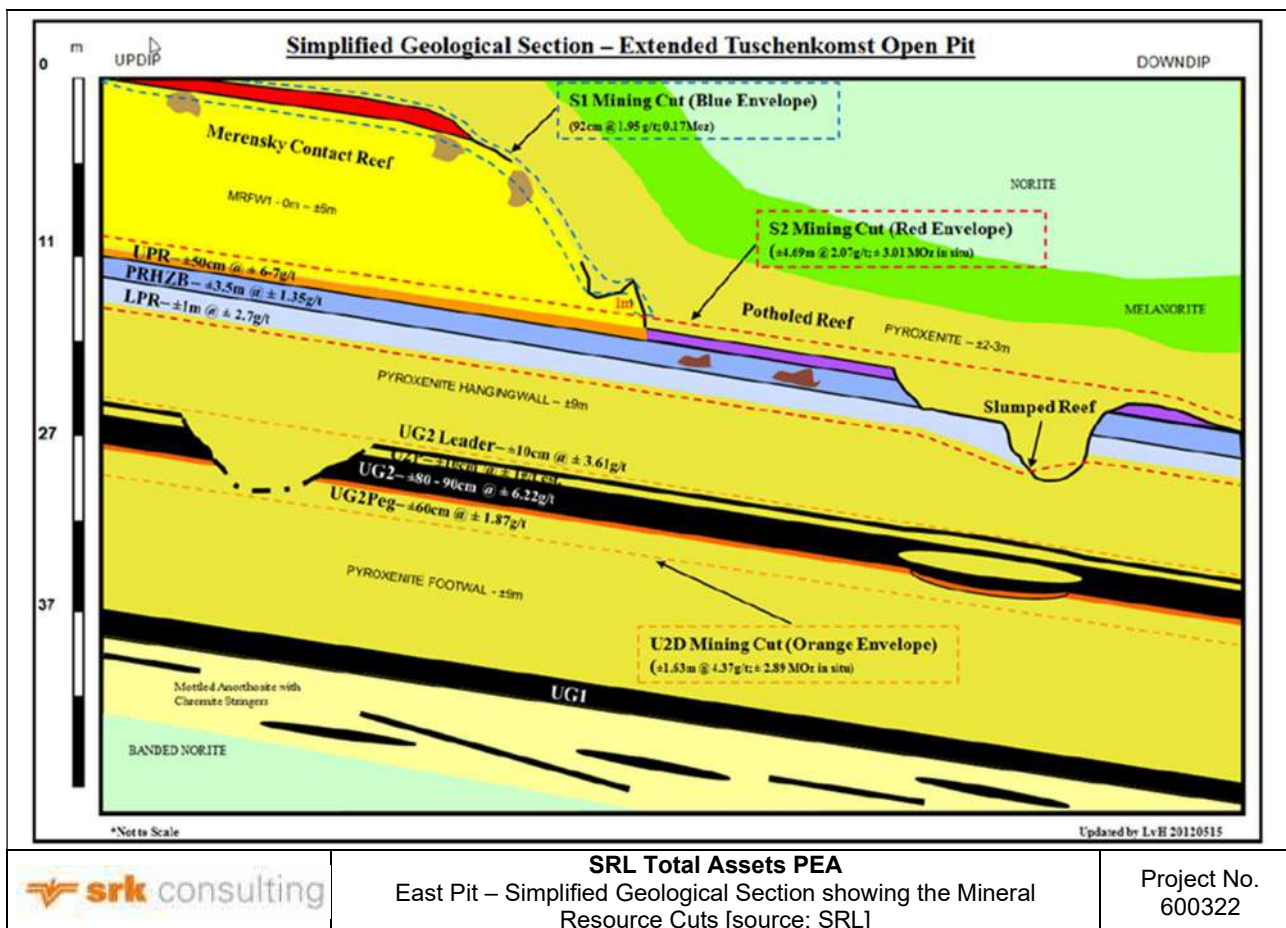 Simplified Geological Section – Extended Tuschenkomst Open Pit
m
UPDIP
DOWNDIP
0
S1 Mining Cut (Blue Envelope)
(92cm @ 1.95 g/t; 0.17Moz)
Merensky Contact Reef
NORITE
MRFW1 - 0m – ±6m
S2 Mining Cut (Red Envelope)
(±4.69m @ 2.07g/t; ± 3.01 MOz in situ)
11
UPR– ±50cm @ ± 6-7g/t
PRHZB– ±3.5m @ ± 1.35g/t
LPR– ±1m @ ± 2.7g/t
1m
Potholed Reef
MELANORITE
PYROXENITE – ±2-3m
PYROXENITE HANGINGWALL – ±9m
Slumped Reef
27
UG2 Leader– ±10cm @ ± 3.61g/t
UG2– ±80 - 90cm @ ± 6.22g/t
UG2Peg– ±60cm @ ± 1.87g/t
PYROXENITE FOOTWAL - ±9m
37
U2D Mining Cut (Orange Envelope)
(±1.63m @ 4.37g/t; ± 2.89 MOz in situ)
UG1
Mottled Anorthosite with
Chromite Stringers
BANDED NORITE
*Not to Scale
Updated by LvH 20120515
srk consulting
SRL Total Assets PEA
East Pit – Simplified Geological Section showing the Mineral
Resource Cuts [source: SRL]
Project No.
600322